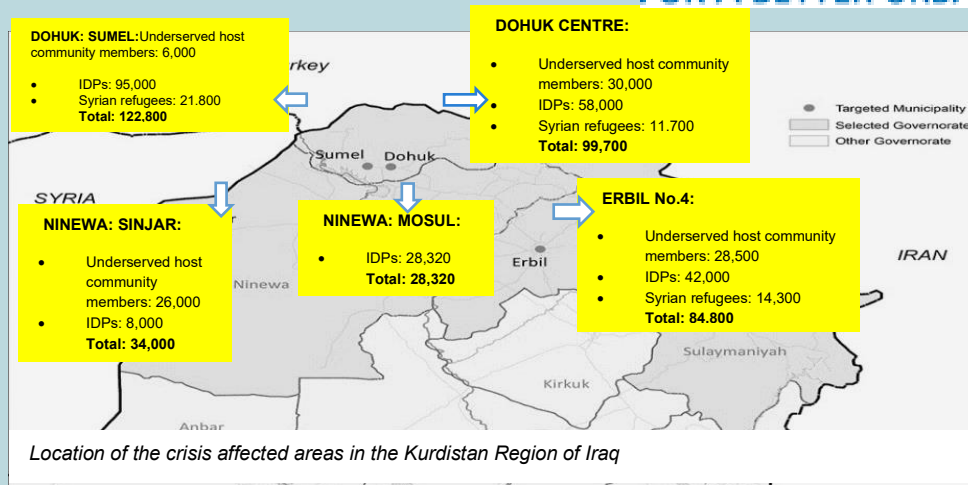 DOHUK: SUMEL:Underserved host
community members: 6,000
• IDPs: 95,000
• Syrian refugees: 21.800
Total: 122,800
DOHUK CENTRE:
• Underserved host community
members: 30,000
• IDPs: 58,000
• Syrian refugees: 11.700
Total: 99,700
rkey
Targeted Municipality
Selected Governorate
Other Governorate
Sumel Dohuk
SYRIA
NINEWA: SINJAR:
• Underserved host
community
members: 26,000
• IDPs: 8,000
Total: 34,000
Ninewa
NINEWA: MOSUL:
• IDPs: 28,320
Total: 28,320
ERBIL No.4:
• Underserved host community
members: 28,500
• IDPs: 42,000
• Syrian refugees: 14,300
Total: 84.800
Erbil
IRAN
Sulaymaniyah
Kirkuk
Anbar
Location of the crisis affected areas in the Kurdistan Region of Iraq